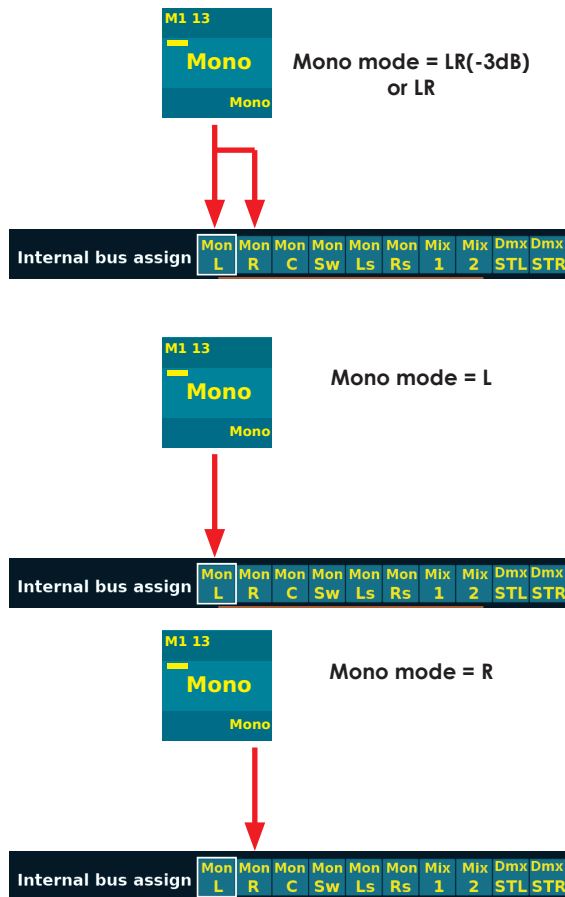 M1 13
Mono
Mono
Mono mode = LR(-3dB)
or LR
Internal bus assign
Mon Mon Mon Mon Mon Mon Mix Mix Dmx Dmx
L R C Sw Ls Rs 1 2 STL STR
M1 13
Mono
Mono
Mono mode = L
Internal bus assign
Mon Mon Mon Mon Mon Mon Mix Mix Dmx Dmx
L R C Sw Ls Rs 1 2 STL STR
M1 13
Mono
Mono
Mono mode = R
Internal bus assign
Mon Mon Mon Mon Mon Mon Mix Mix Dmx Dmx
L R C Sw Ls Rs 1 2 STL STR